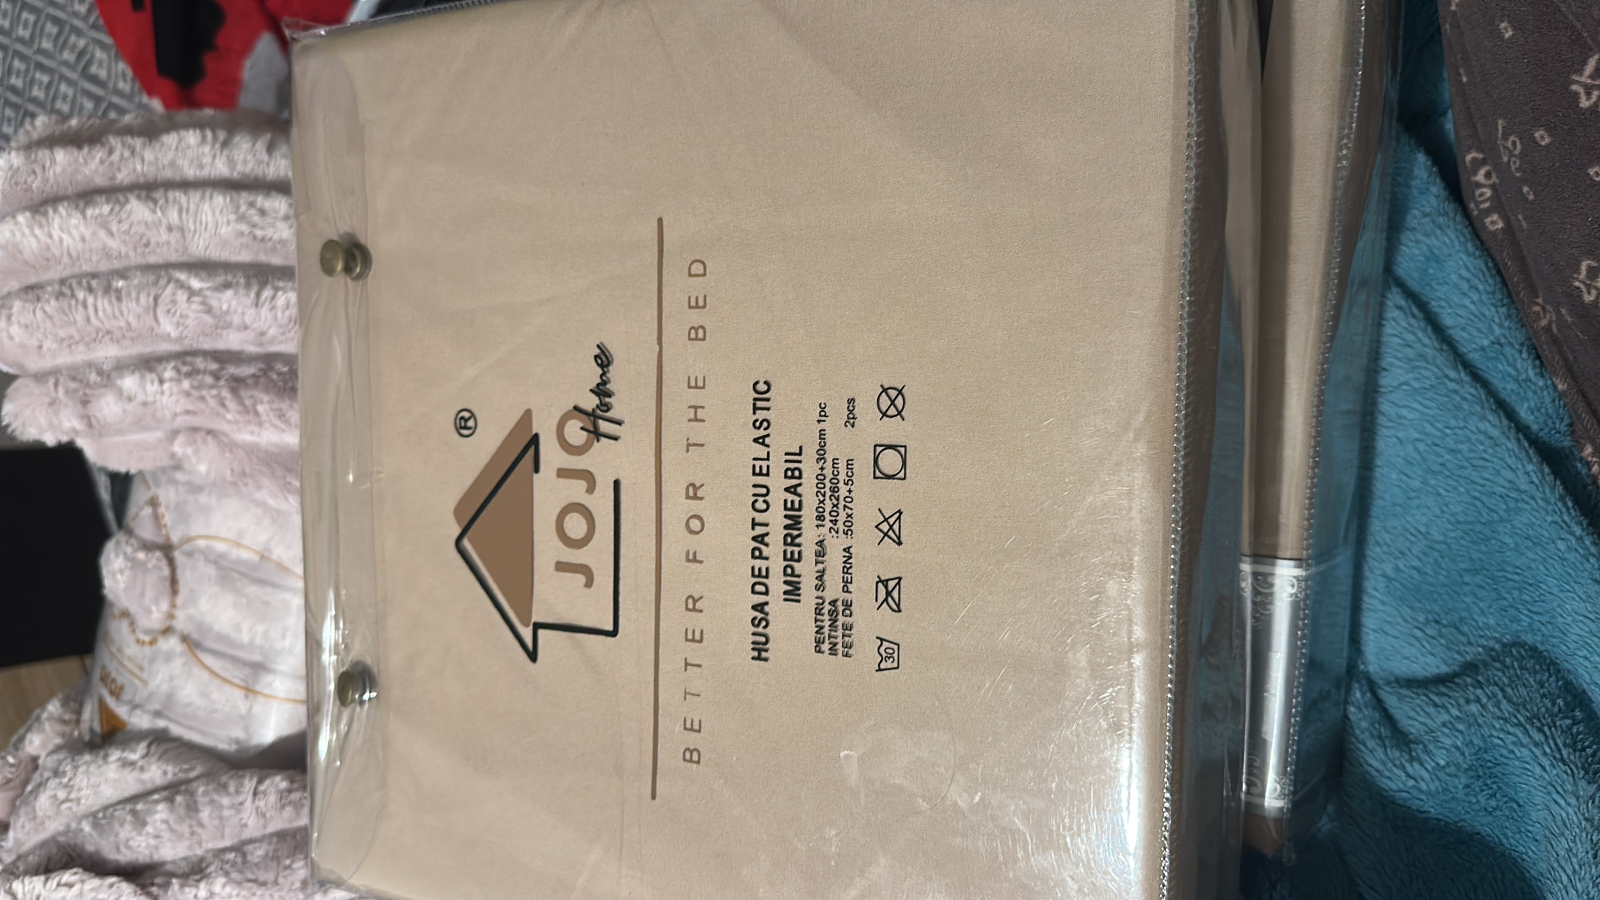 ®
JOJO
Home
BETTER FOR THE BED
HUSA DE PAT CU ELASTIC
IMPERMEABIL
PENTRU SALTEA: 180x200+30cm 1pc
INTINSA :240x260cm
FETE DE PERNA :50x70+5cm 2pcs
30
JOJO